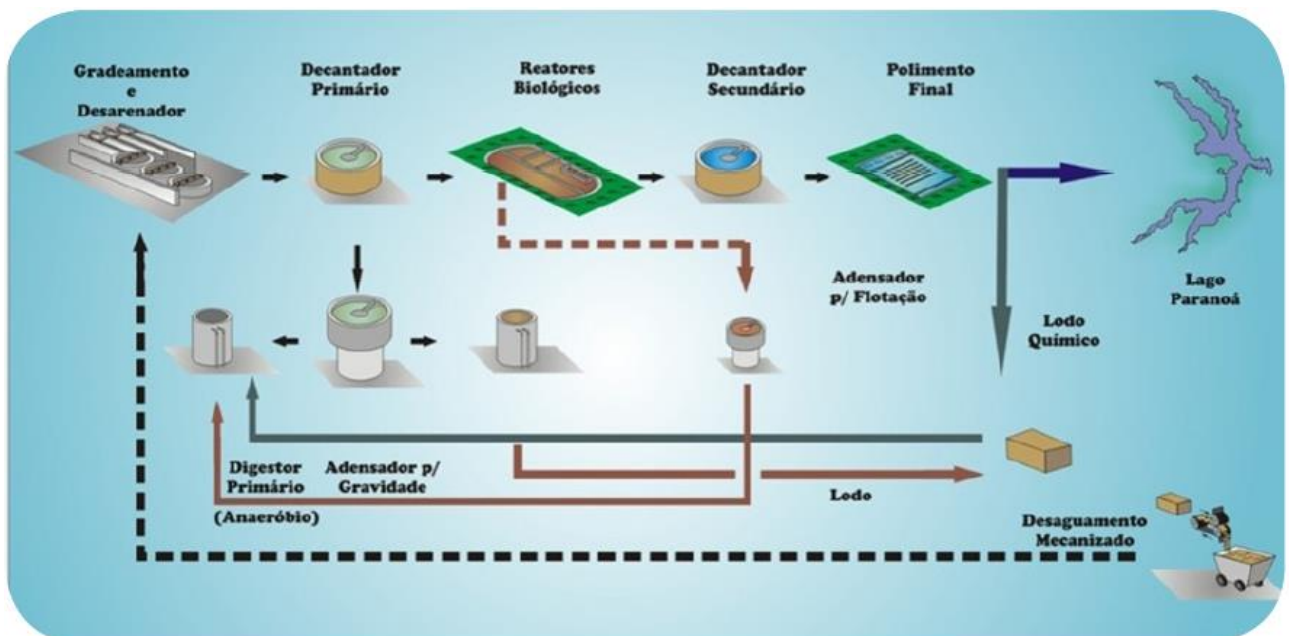 Gradeamento
e
Desarenador
Decantador
Primário
Reatores
Biológicos
Decantador
Secundário
Polimento
Final
Adensador
p/ Flotação
Lago
Paranoá
Lodo
Químico
Digestor
Primário
(Anaeróbio)
Adensador p/
Gravidade
Lodo
Desaguamento
Mecanizado